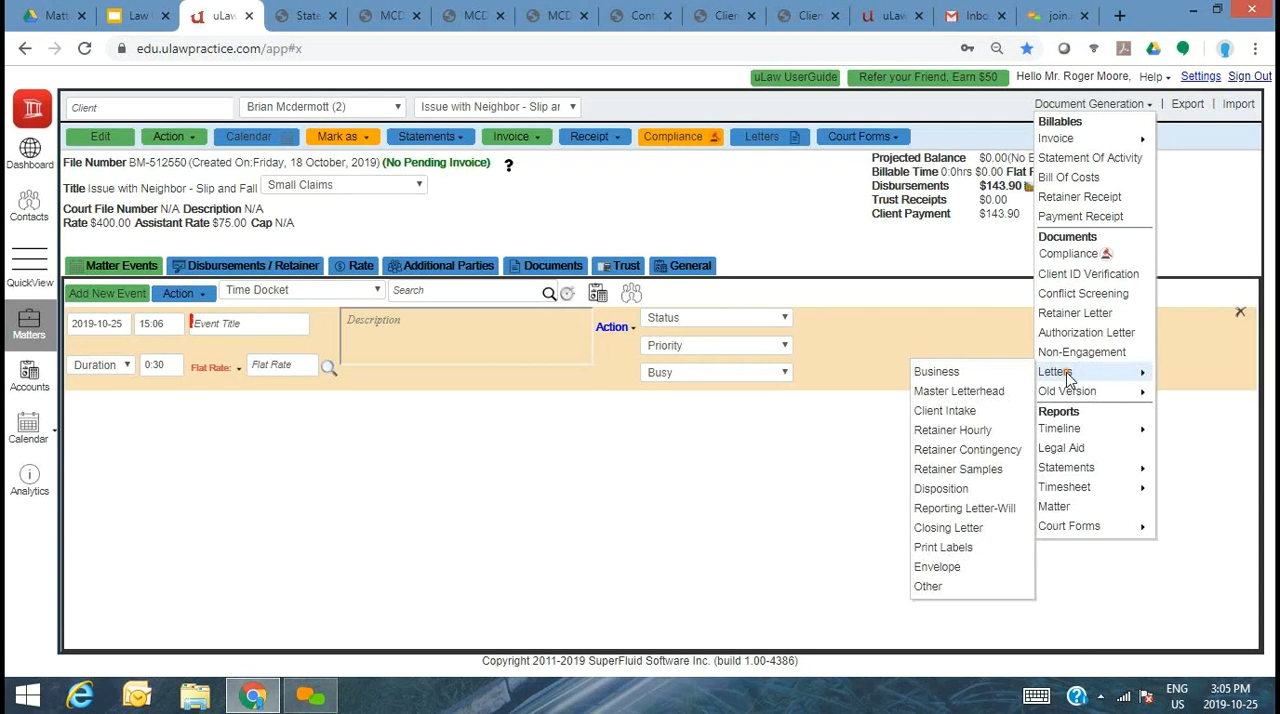 Matt
Law
uLaw
State
MCD
MCD
MCD
Cont
Clien
Clien
uLaw
Inbo
join.
edu.ulawpractice.com/app#x
uLaw UserGuide
Refer your Friend, Earn $50
Hello Mr. Roger Moore,
Help
Settings
Sign Out
Client
Brian Mcdermott (2)
Issue with Neighbor - Slip ar
Document Generation
Export
Import
Edit
Action
Calendar
Mark as
Statements
Invoice
Receipt
Compliance
Letters
Court Forms
Dashboard
Contacts
QuickView
Matters
Accounts
Calendar
Analytics
File Number BM-512550 (Created On:Friday, 18 October, 2019) (No Pending Invoice) ?
Title Issue with Neighbor - Slip and Fall
Small Claims
Court File Number N/A Description N/A
Rate $400.00 Assistant Rate $75.00 Cap N/A
Projected Balance $0.00(No E
Billable Time 0:0hrs $0.00 Flat F
Disbursements $143.90
Trust Receipts $0.00
Client Payment $143.90
Matter Events
Disbursements / Retainer
Rate
Additional Parties
Documents
Trust
General
Add New Event
Action
Time Docket
Search
2019-10-25
15:06
Event Title
Description
Action
Status
Priority
Busy
Duration
0:30
Flat Rate:
Flat Rate
Billables
Invoice
Statement Of Activity
Bill Of Costs
Retainer Receipt
Payment Receipt
Documents
Compliance
Client ID Verification
Conflict Screening
Retainer Letter
Authorization Letter
Non-Engagement
Letters
Old Version
Reports
Timeline
Legal Aid
Statements
Timesheet
Matter
Court Forms
Business
Master Letterhead
Client Intake
Retainer Hourly
Retainer Contingency
Retainer Samples
Disposition
Reporting Letter-Will
Closing Letter
Print Labels
Envelope
Other
Copyright 2011-2019 SuperFluid Software Inc. (build 1.00-4386)
ENG
US
3:05 PM
2019-10-25